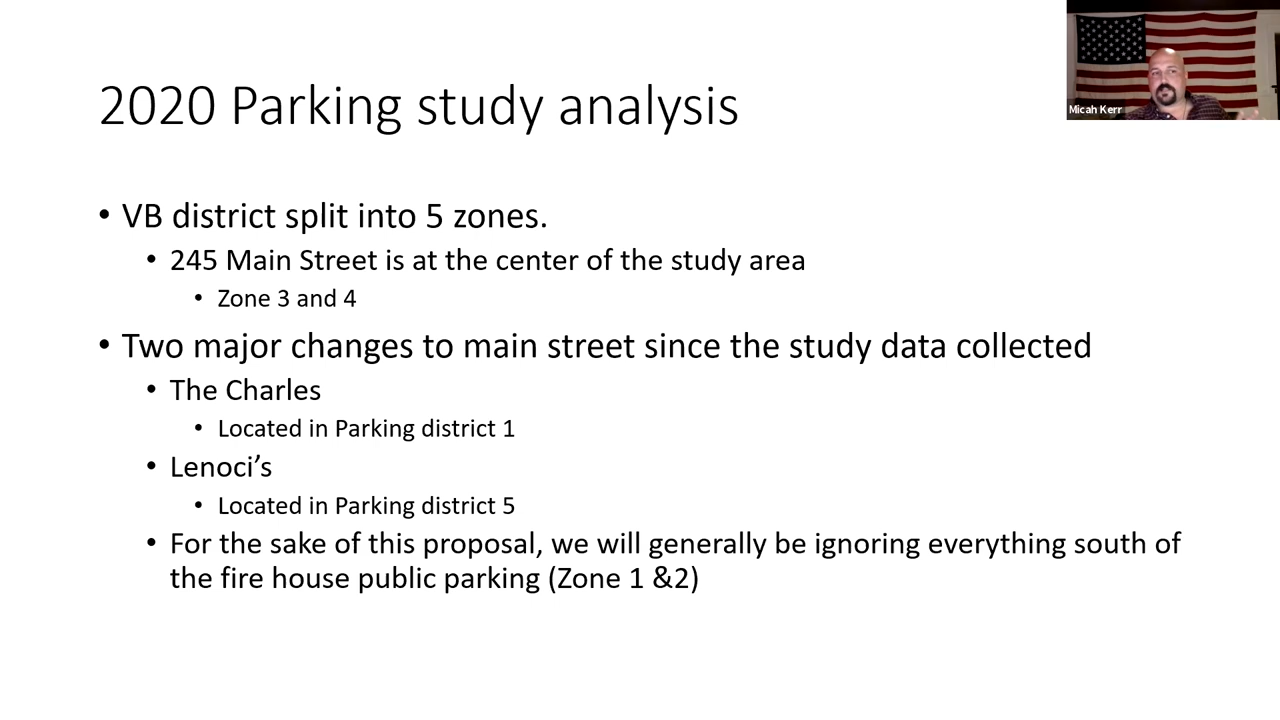 Micah Kerr
2020 Parking study analysis
• VB district split into 5 zones.
• 245 Main Street is at the center of the study area
• Zone 3 and 4
• Two major changes to main street since the study data collected
• The Charles
• Located in Parking district 1
• Lenoci’s
• Located in Parking district 5
• For the sake of this proposal, we will generally be ignoring everything south of
the fire house public parking (Zone 1 &2)